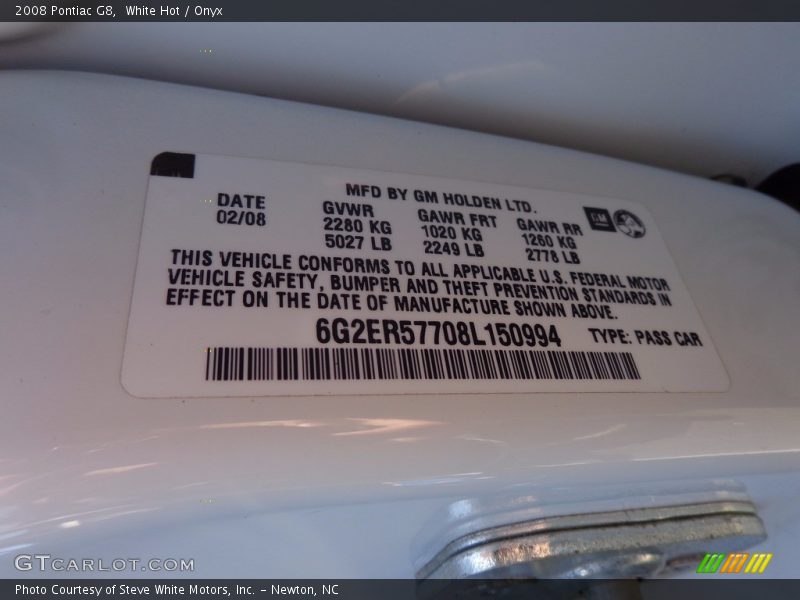 2008 Pontiac G8,  White Hot / Onyx
MFD BY GM HOLDEN LTD.
DATE GVWR GAWR FRT GAWR RR GM
02/08 2280 KG 1020 KG 1260 KG
5027 LB 2249 LB 2778 LB
THIS VEHICLE CONFORMS TO ALL APPLICABLE U.S. FEDERAL MOTOR
VEHICLE SAFETY, BUMPER AND THEFT PREVENTION STANDARDS IN
EFFECT ON THE DATE OF MANUFACTURE SHOWN ABOVE.
6G2ER57708L150994 TYPE: PASS CAR
GTCARLOT.COM
Photo Courtesy of Steve White Motors, Inc. – Newton, NC